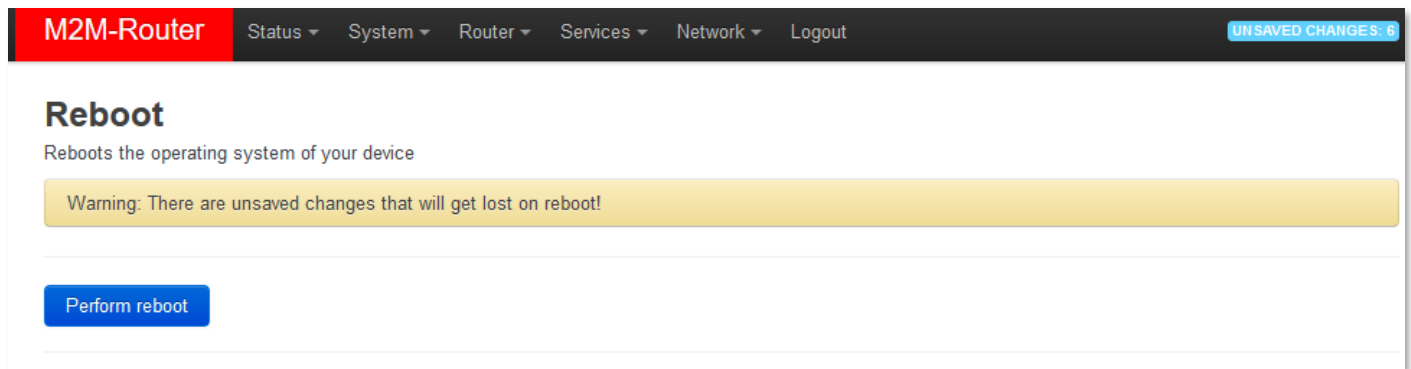 M2M-Router Status System Router Services Network Logout UNSAVED CHANGES: 6
Reboot
Reboots the operating system of your device
Warning: There are unsaved changes that will get lost on reboot!
Perform reboot